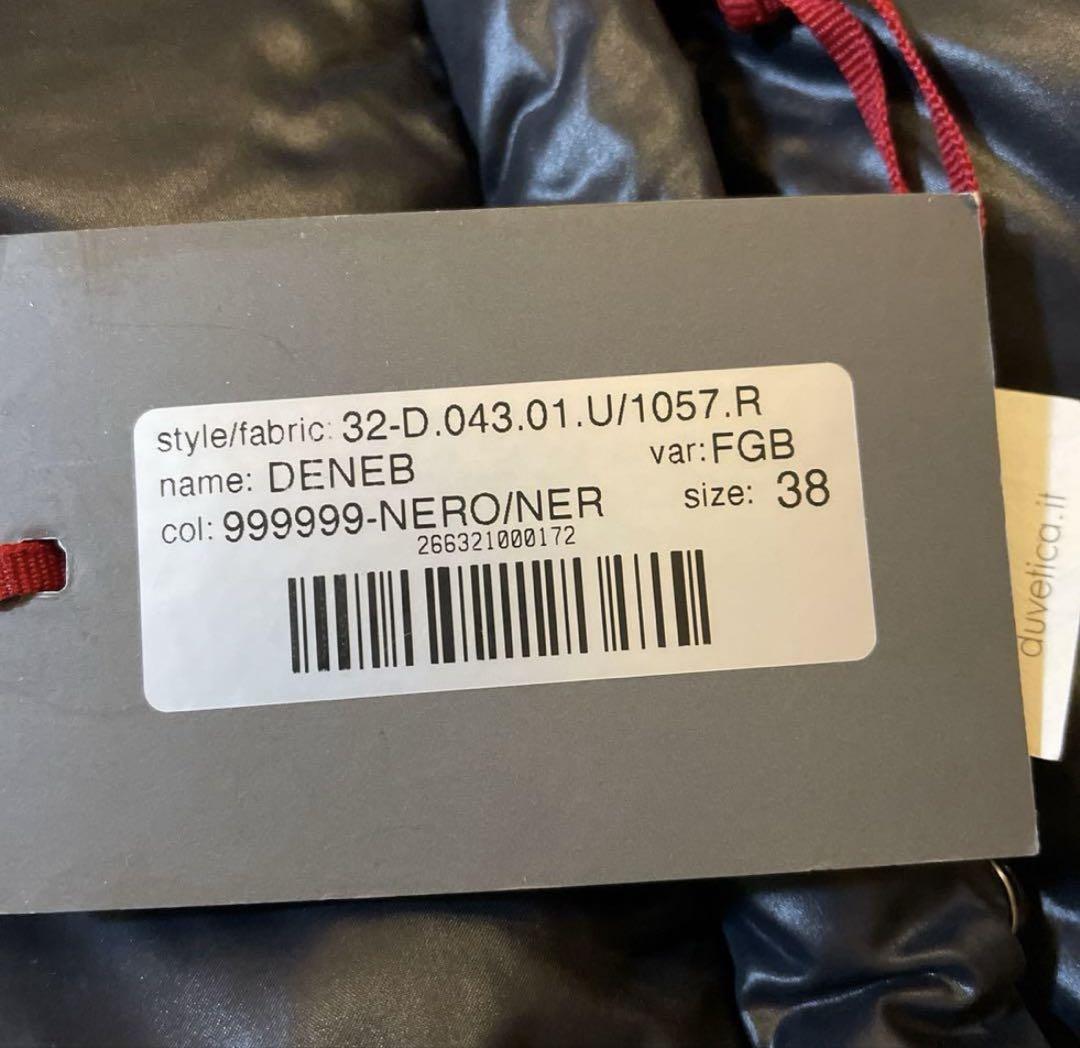 style/fabric: 32-D.043.01.U/1057.R
name: DENEB var:FGB
col: 999999-NERO/NER size: 38
266321000172
duvetica.it